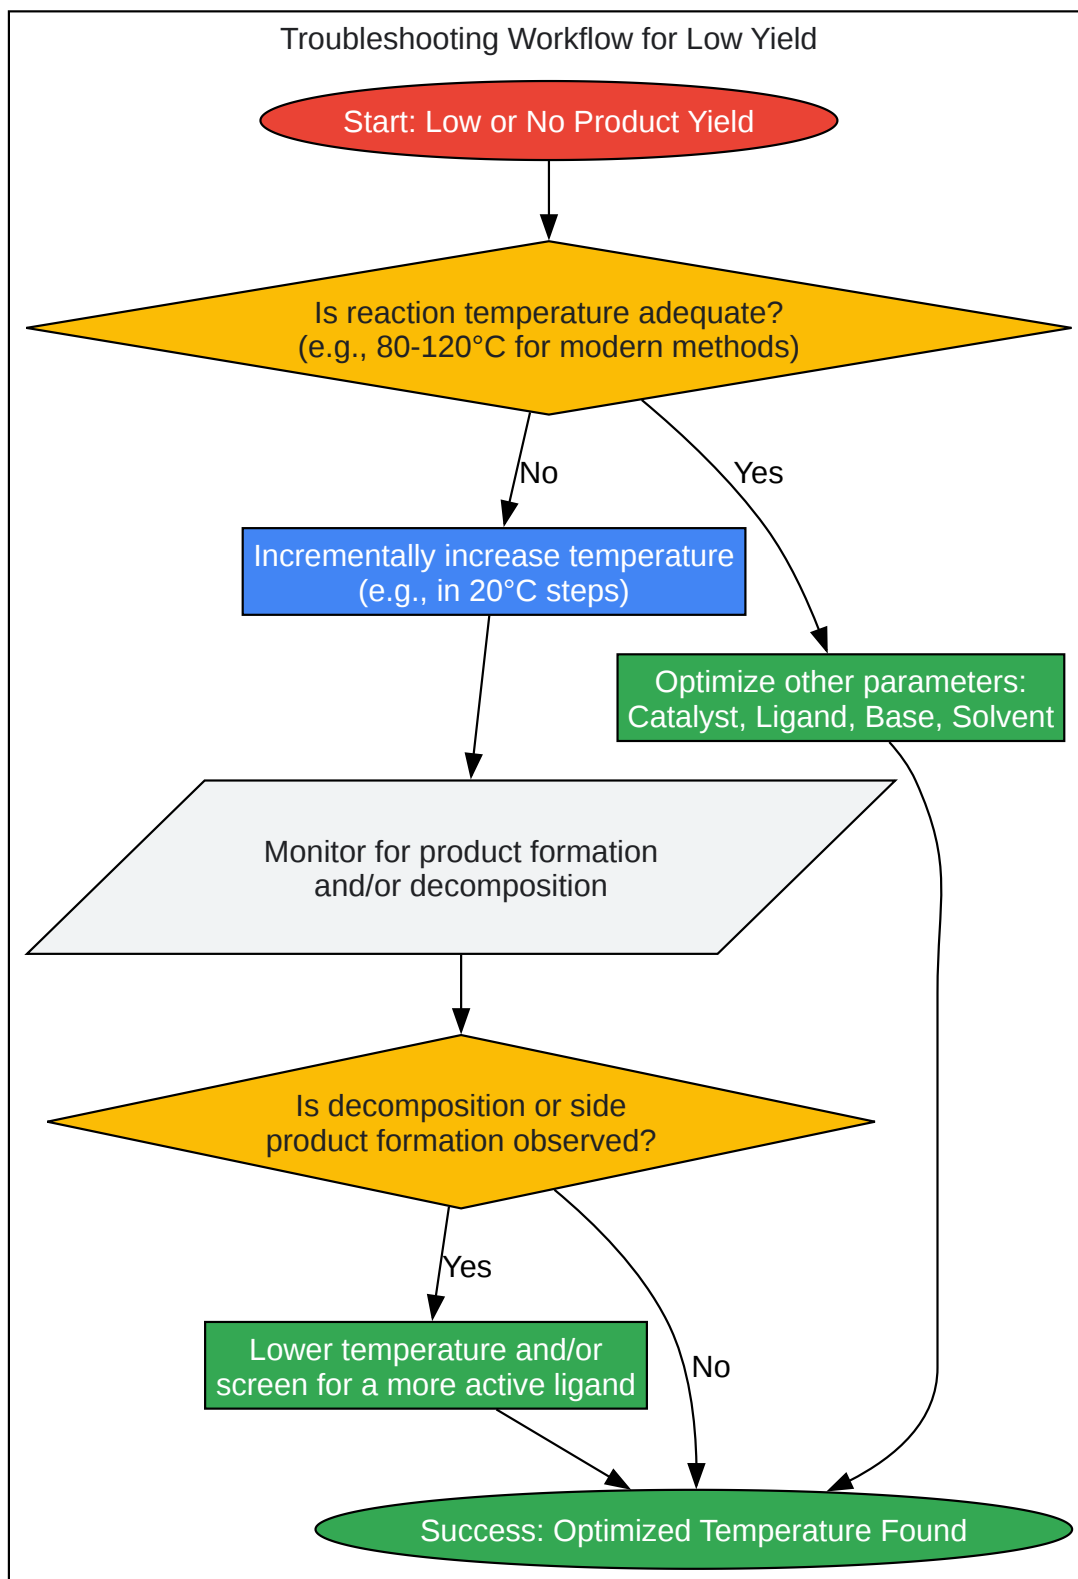 Troubleshooting Workflow for Low Yield
Start: Low or No Product Yield
Is reaction temperature adequate?
(e.g., 80-120°C for modern methods)
No
Yes
Incrementally increase temperature
(e.g., in 20°C steps)
Optimize other parameters:
Catalyst, Ligand, Base, Solvent
Monitor for product formation
and/or decomposition
Is decomposition or side
product formation observed?
Yes
No
Lower temperature and/or
screen for a more active ligand
Success: Optimized Temperature Found